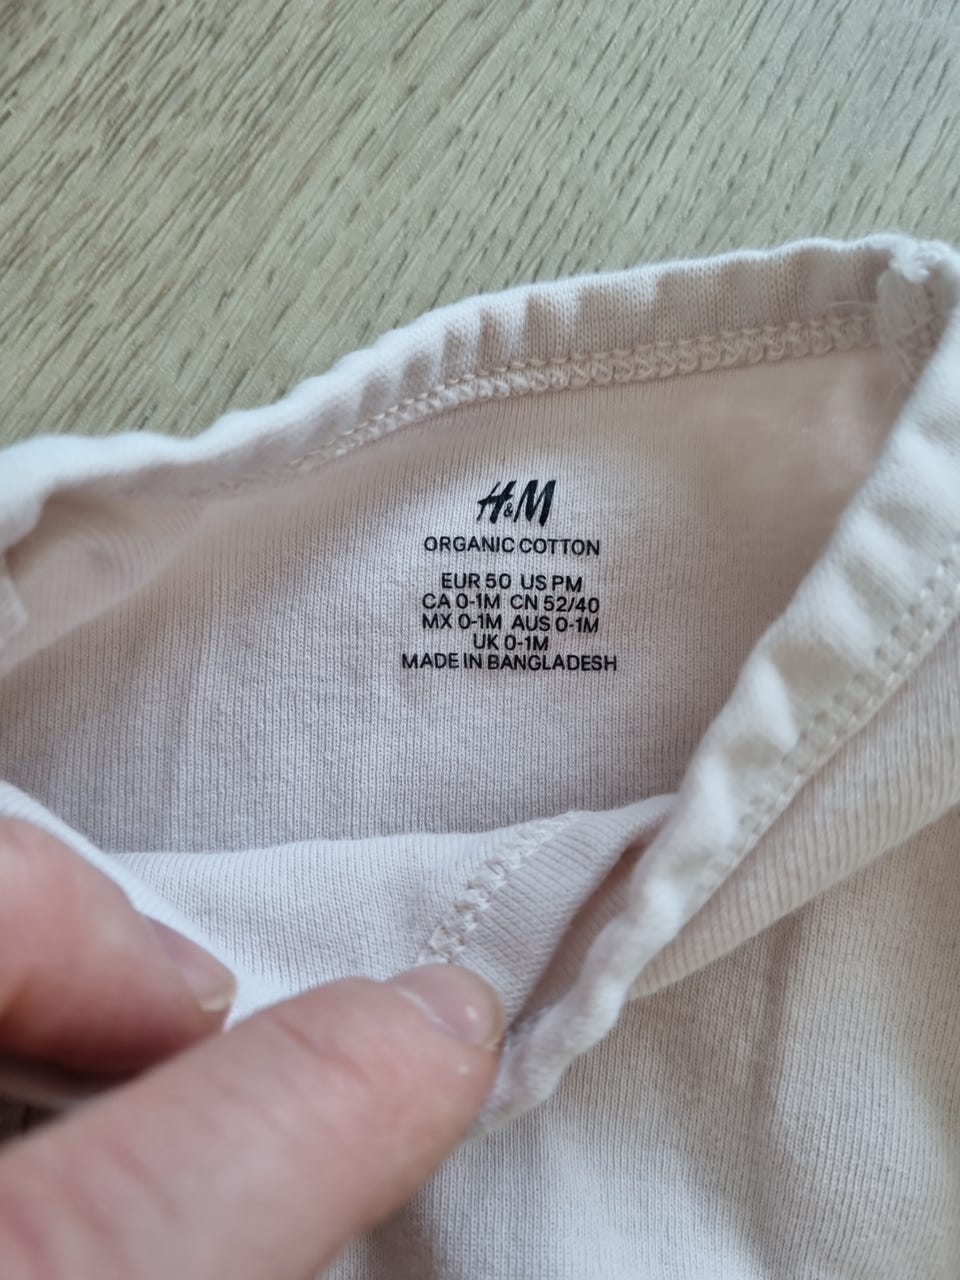 H&M
ORGANIC COTTON
EUR 50 US PM
CA 0-1M CN 52/40
MX 0-1M AUS 0-1M
UK 0-1M
MADE IN BANGLADESH